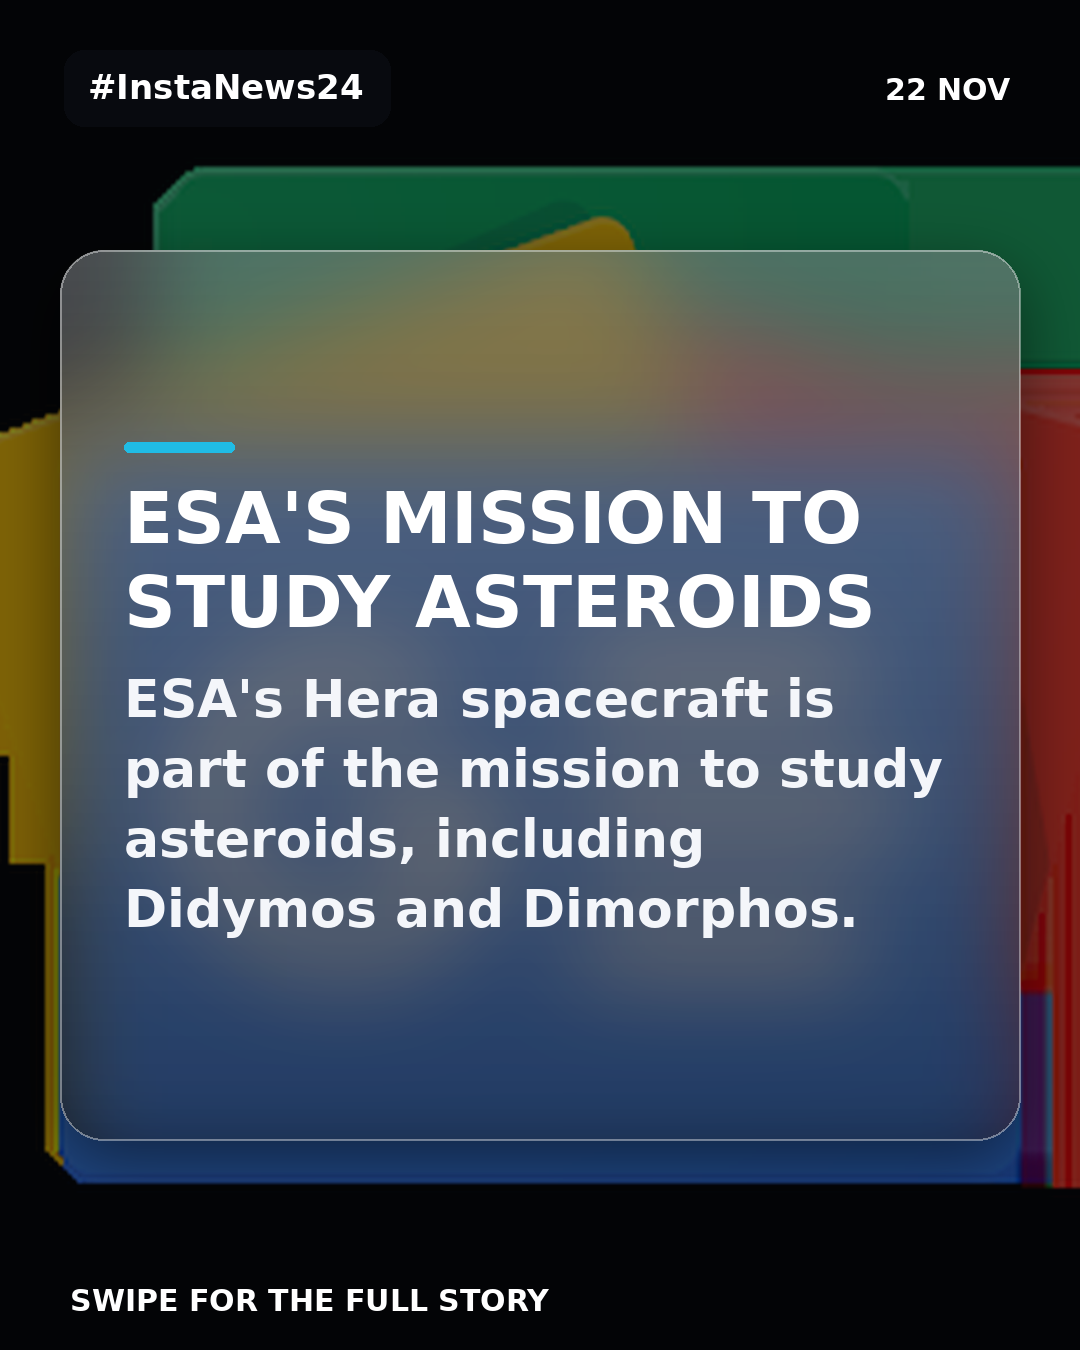 #InstaNews24
22 NOV
ESA'S MISSION TO
STUDY ASTEROIDS
ESA's Hera spacecraft is
part of the mission to study
asteroids, including
Didymos and Dimorphos.
SWIPE FOR THE FULL STORY